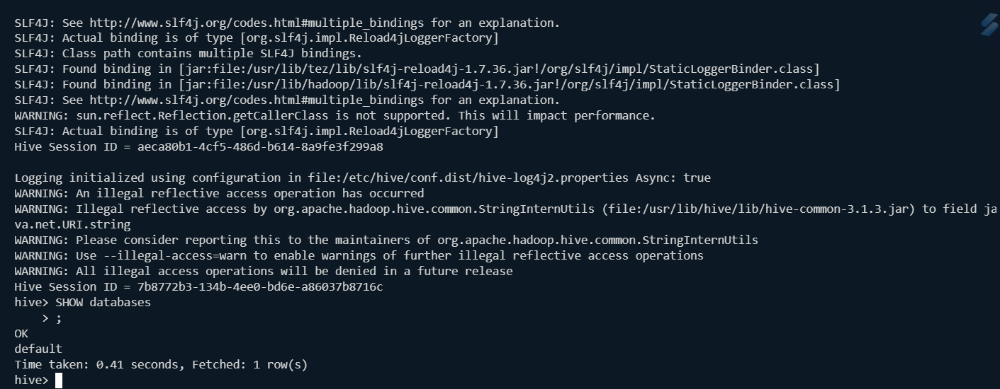 SLF4J: See http://www.slf4j.org/codes.html#multiple_bindings for an explanation.
SLF4J: Actual binding is of type [org.slf4j.impl.Reload4jLoggerFactory]
SLF4J: Class path contains multiple SLF4J bindings.
SLF4J: Found binding in [jar:file:/usr/lib/tez/lib/slf4j-reload4j-1.7.36.jar!/org/slf4j/impl/StaticLoggerBinder.class]
SLF4J: Found binding in [jar:file:/usr/lib/hadoop/lib/slf4j-reload4j-1.7.36.jar!/org/slf4j/impl/StaticLoggerBinder.class]
SLF4J: See http://www.slf4j.org/codes.html#multiple_bindings for an explanation.
WARNING: sun.reflect.Reflection.getCallerClass is not supported. This will impact performance.
SLF4J: Actual binding is of type [org.slf4j.impl.Reload4jLoggerFactory]
Hive Session ID = aeca80b1-4cf5-486d-b614-8a9fe3f299a8

Logging initialized using configuration in file:/etc/hive/conf.dist/hive-log4j2.properties Async: true
WARNING: An illegal reflective access operation has occurred
WARNING: Illegal reflective access by org.apache.hadoop.hive.common.StringInternUtils (file:/usr/lib/hive/lib/hive-common-3.1.3.jar) to field ja
va.net.URI.string
WARNING: Please consider reporting this to the maintainers of org.apache.hadoop.hive.common.StringInternUtils
WARNING: Use --illegal-access=warn to enable warnings of further illegal reflective access operations
WARNING: All illegal access operations will be denied in a future release
Hive Session ID = 7b8772b3-134b-4ee0-bd6e-a86037b8716c
hive> SHOW databases
    > ;
OK
default
Time taken: 0.41 seconds, Fetched: 1 row(s)
hive>